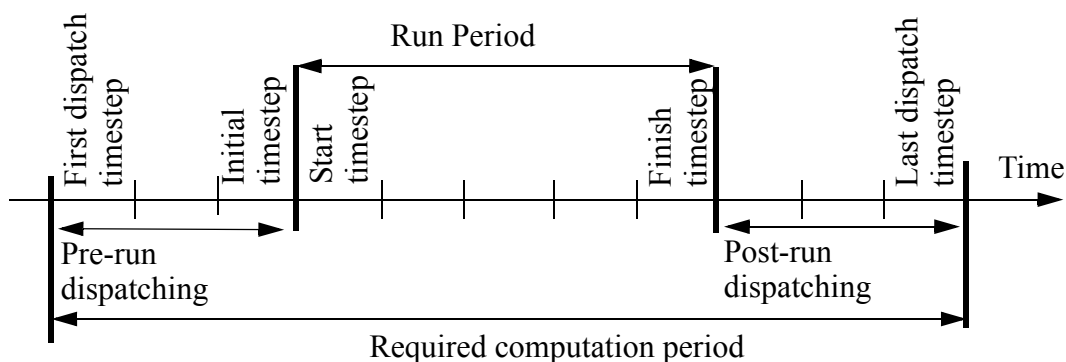 Run Period
First dispatch
timestep
Initial
timestep
Start
timestep
Finish
timestep
Last dispatch
timestep
Time
Pre-run
dispatching
Post-run
dispatching
Required computation period